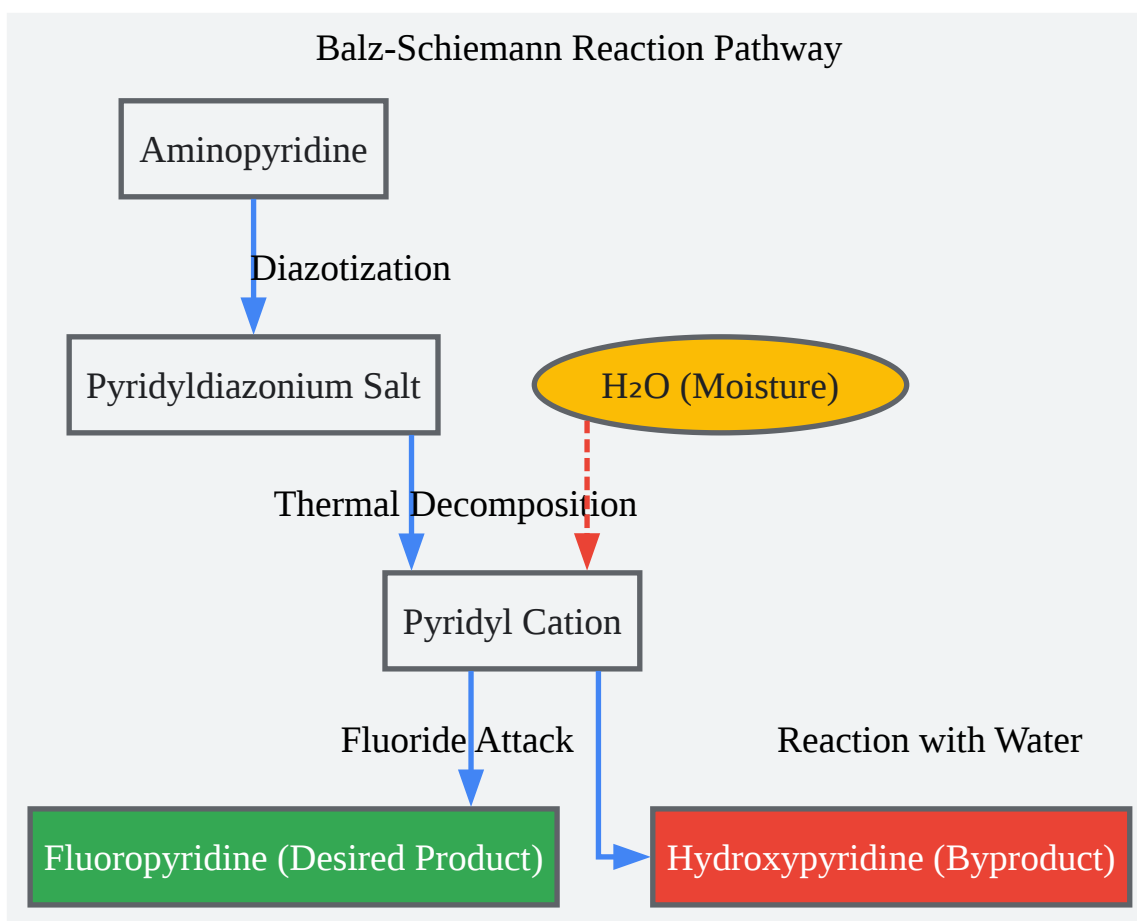 Balz-Schiemann Reaction Pathway
Aminopyridine
Diazotization
Pyridyldiazonium Salt
H₂O (Moisture)
Thermal Decomposition
Pyridyl Cation
Fluoride Attack
Reaction with Water
Fluoropyridine (Desired Product)
Hydroxypyridine (Byproduct)